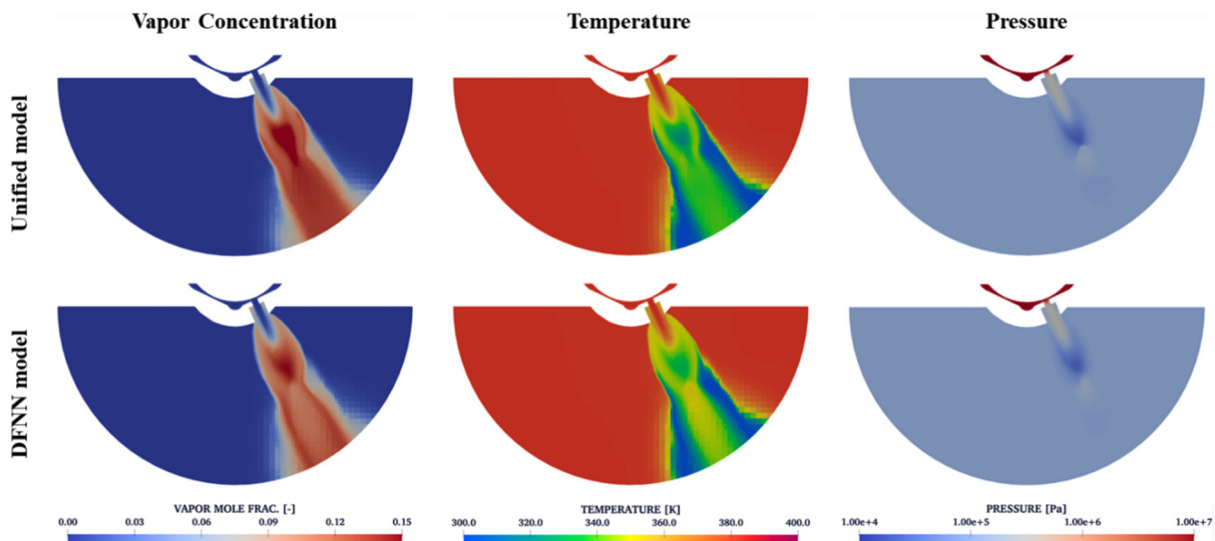 Vapor Concentration
Temperature
Pressure
Unified model
DFNN model
VAPOR MOLE FRAC. [-]
0.00 0.03 0.06 0.09 0.12 0.15
TEMPERATURE [K]
300.0 320.0 340.0 360.0 380.0 400.0
PRESSURE [Pa]
1.00e+4 1.00e+5 1.00e+6 1.00e+7